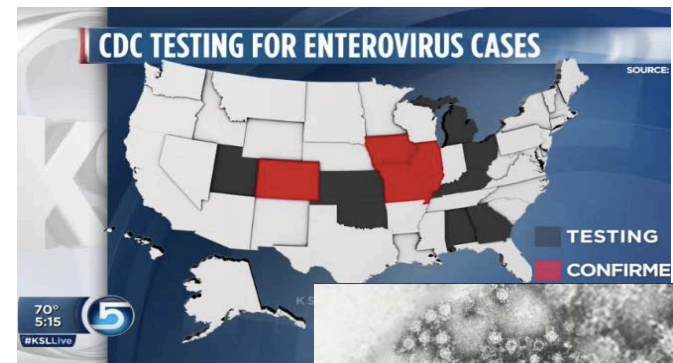 CDC TESTING FOR ENTEROVIRUS CASES
SOURCE:
TESTING
CONFIRME
70°
5:15
5
#KSLLive